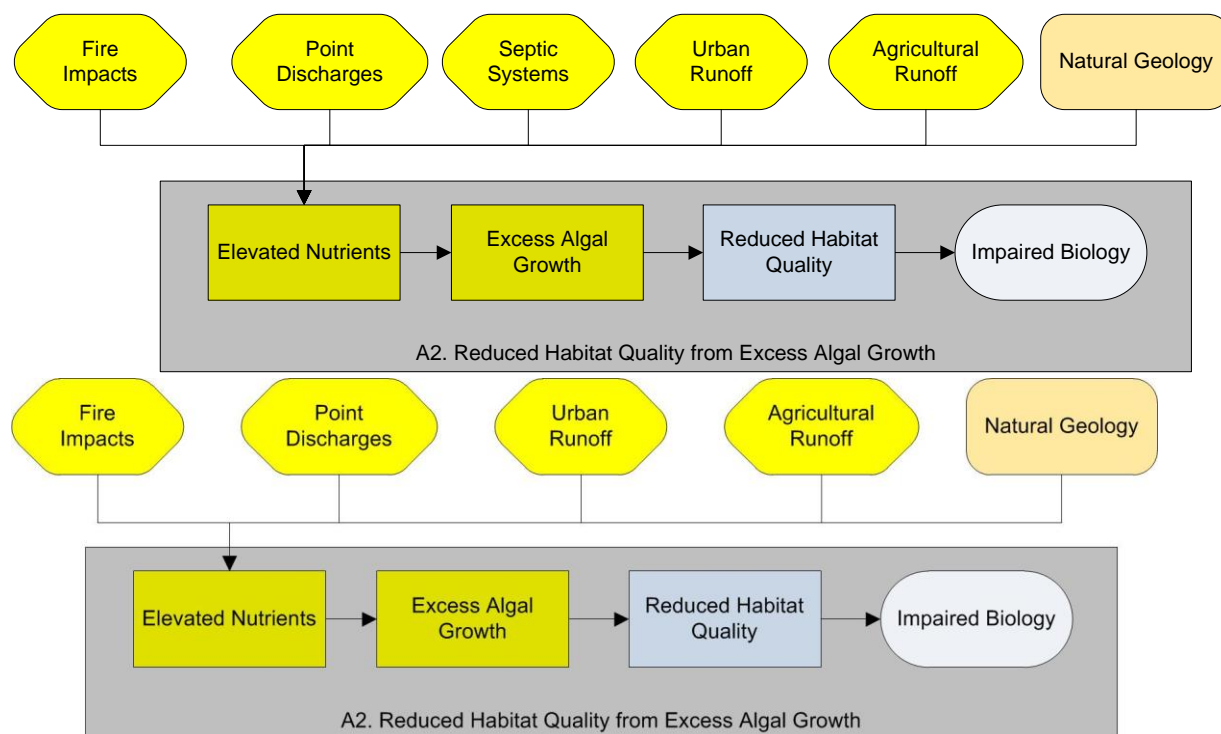 Fire
Impacts
Point
Discharges
Septic
Systems
Urban
Runoff
Agricultural
Runoff
Natural Geology
Elevated Nutrients
Excess Algal
Growth
Reduced Habitat
Quality
Impaired Biology
A2. Reduced Habitat Quality from Excess Algal Growth
Fire
Impacts
Point
Discharges
Urban
Runoff
Agricultural
Runoff
Natural Geology
Elevated Nutrients
Excess Algal
Growth
Reduced Habitat
Quality
Impaired Biology
A2. Reduced Habitat Quality from Excess Algal Growth